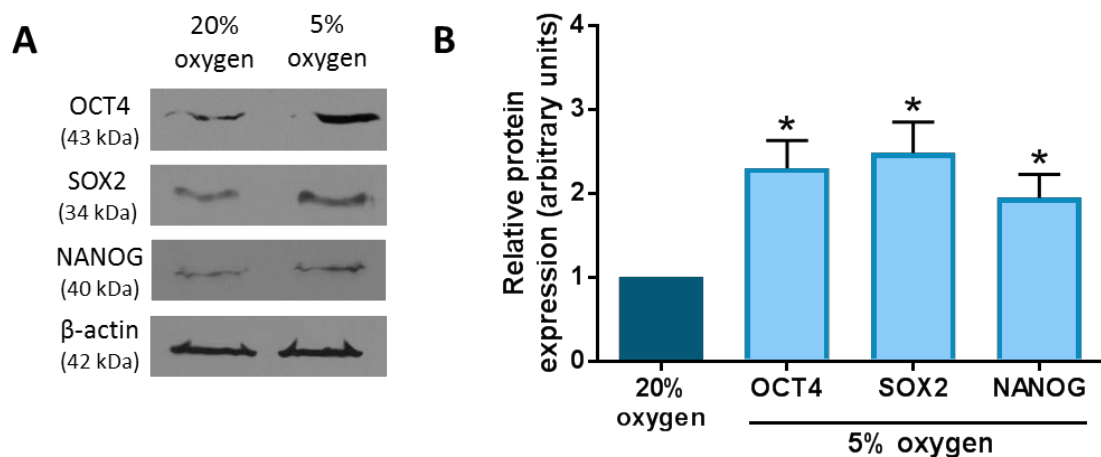 A
20%
oxygen
5%
oxygen
OCT4
(43 kDa)
SOX2
(34 kDa)
NANOG
(40 kDa)
β-actin
(42 kDa)
B
Relative protein
expression (arbitrary units)
4
3
2
1
0
*
*
*
20%
oxygen
OCT4
SOX2
NANOG
5% oxygen